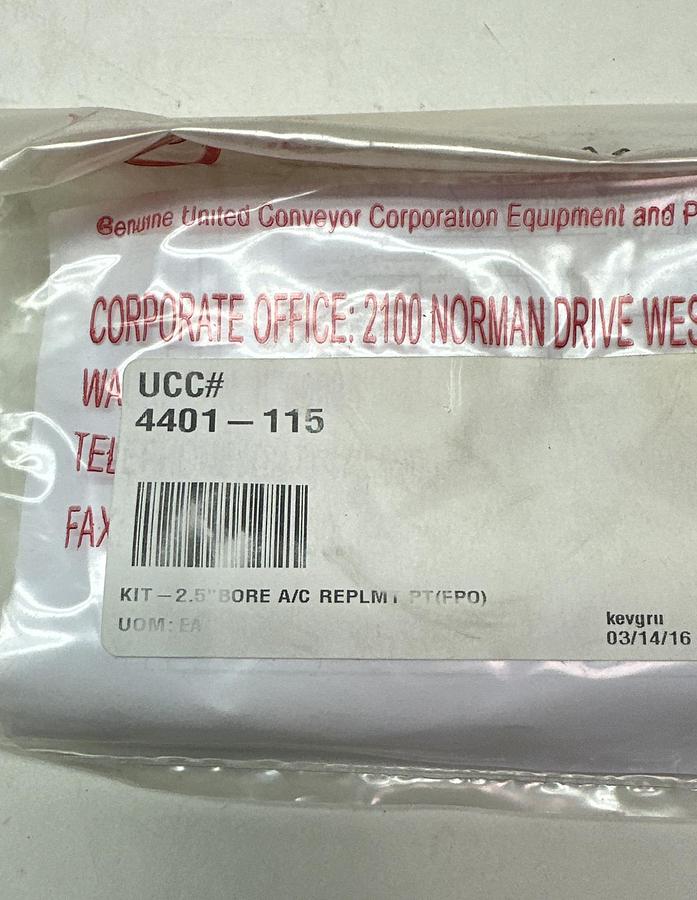 Genuine United Conveyor Corporation Equipment and P
CORPORATE OFFICE: 2100 NORMAN DRIVE WES
WA
TEL
FAX
UCC#
4401-115
KIT-2.5"BORE A/C REPLMT PT(FPO)
UOM: EA
kevgru
03/14/16